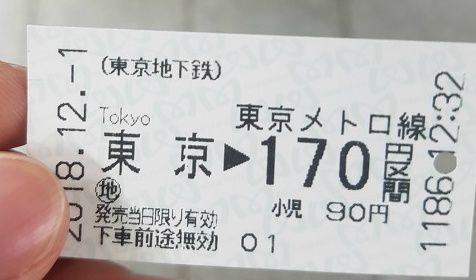 (東京地下鉄)
Tokyo
東京▶170円区間
東京メトロ線
小児 90円
㊞地
発売当日限り有効
下車前途無効 01
2018.12.-1
1186 12:32